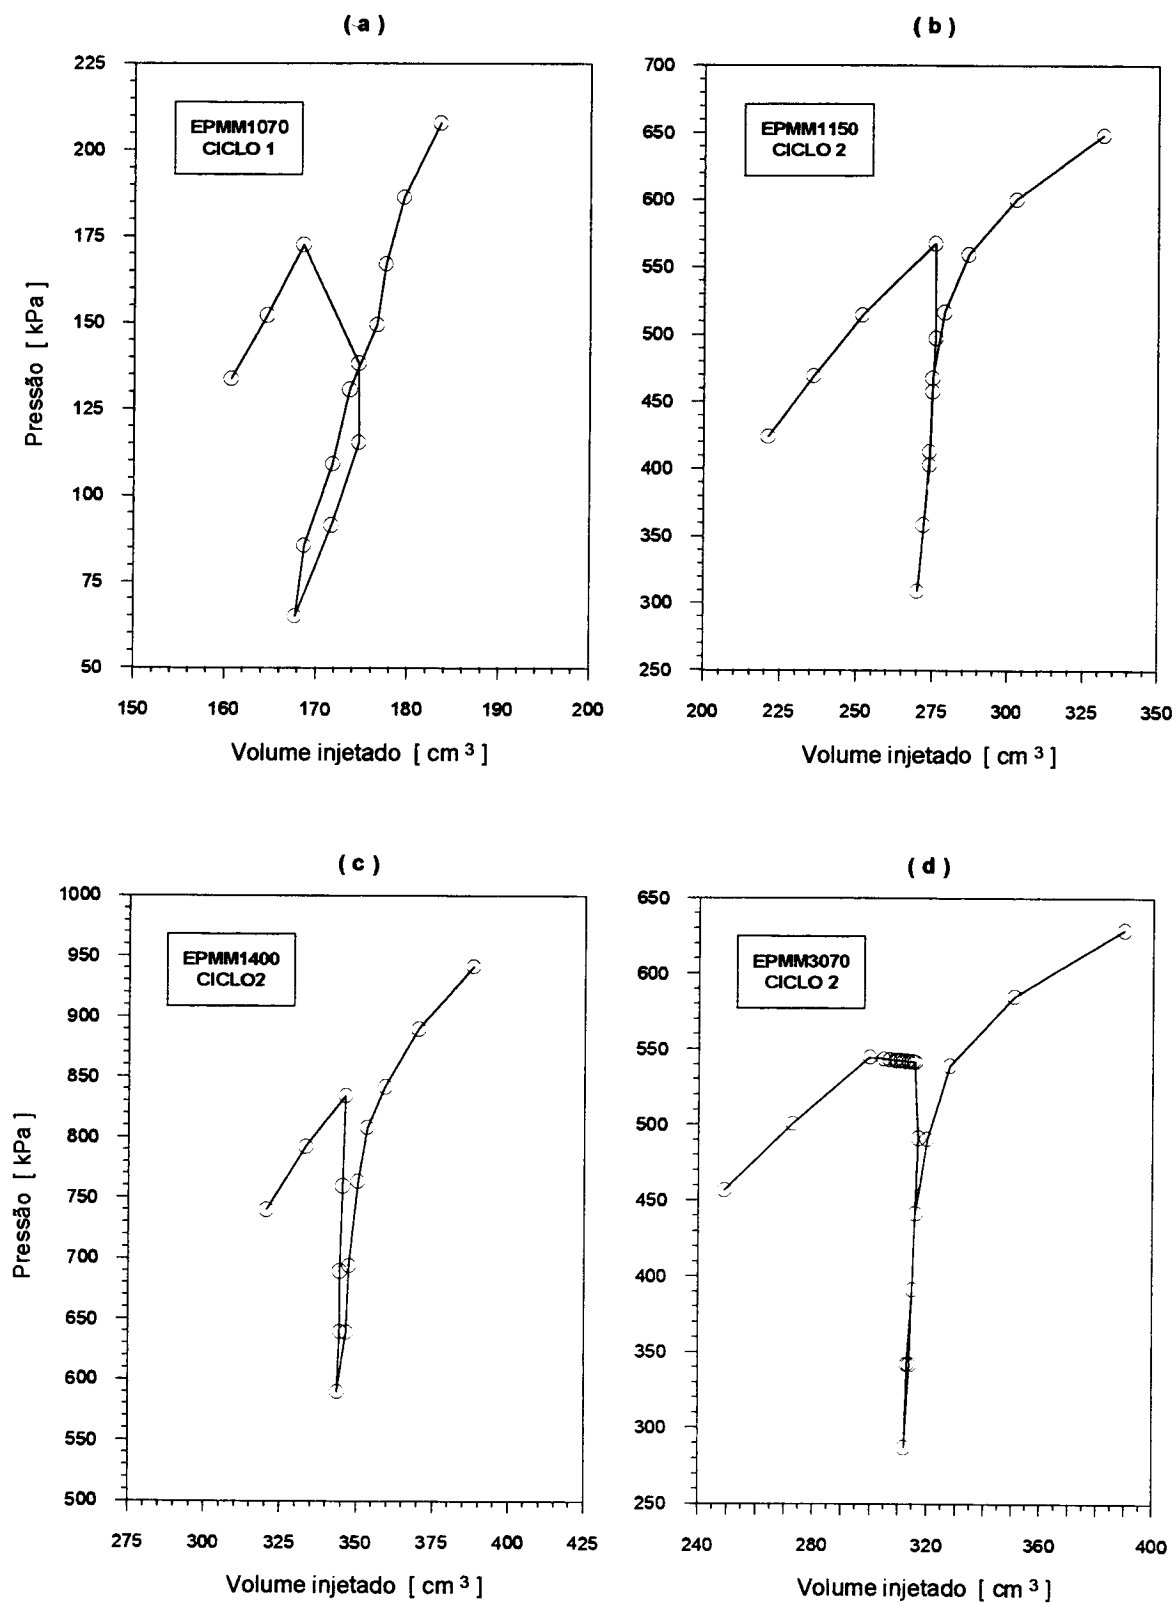 ( a )
225
200
175
150
125
100
75
50
Pressão [ kPa ]
EPMM1070
CICLO 1
150 160 170 180 190 200
Volume injetado [ cm ³ ]
( b )
700
650
600
550
500
450
400
350
300
250
EPMM1150
CICLO 2
200 225 250 275 300 325 350
Volume injetado [ cm ³ ]
( c )
1000
950
900
850
800
750
700
650
600
550
500
Pressão [ kPa ]
EPMM1400
CICLO2
275 300 325 350 375 400 425
Volume injetado [ cm ³ ]
( d )
650
600
550
500
450
400
350
300
250
EPMM3070
CICLO 2
240 280 320 360 400
Volume injetado [ cm ³ ]